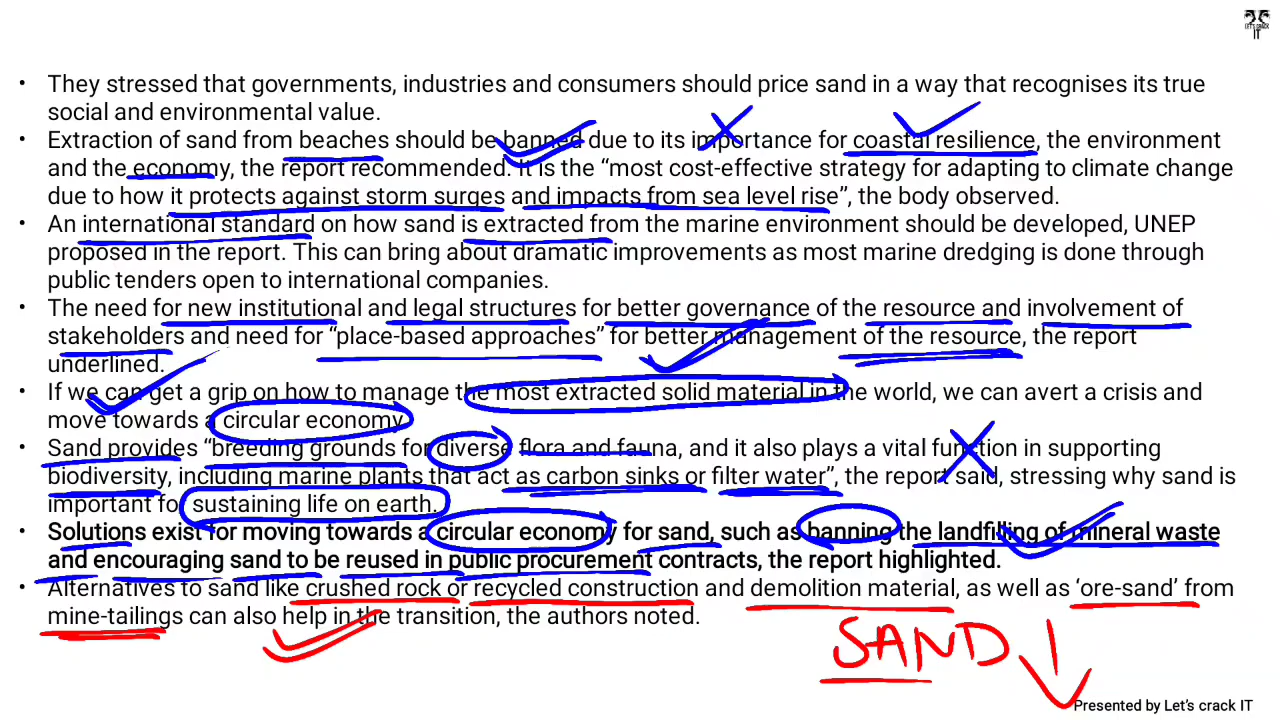 LET'S CRACK
IT
• They stressed that governments, industries and consumers should price sand in a way that recognises its true
social and environmental value.
• Extraction of sand from beaches should be banned due to its importance for coastal resilience, the environment
and the economy, the report recommended. It is the “most cost-effective strategy for adapting to climate change
due to how it protects against storm surges and impacts from sea level rise”, the body observed.
• An international standard on how sand is extracted from the marine environment should be developed, UNEP
proposed in the report. This can bring about dramatic improvements as most marine dredging is done through
public tenders open to international companies.
• The need for new institutional and legal structures for better governance of the resource and involvement of
stakeholders and need for “place-based approaches” for better management of the resource, the report
underlined.
• If we can get a grip on how to manage the most extracted solid material in the world, we can avert a crisis and
move towards a circular economy.
• Sand provides “breeding grounds for diverse flora and fauna, and it also plays a vital function in supporting
biodiversity, including marine plants that act as carbon sinks or filter water”, the report said, stressing why sand is
important for sustaining life on earth.
• Solutions exist for moving towards a circular economy for sand, such as banning the landfilling of mineral waste
and encouraging sand to be reused in public procurement contracts, the report highlighted.
• Alternatives to sand like crushed rock or recycled construction and demolition material, as well as ‘ore-sand’ from
mine-tailings can also help in the transition, the authors noted.
SAND
Presented by Let's crack IT